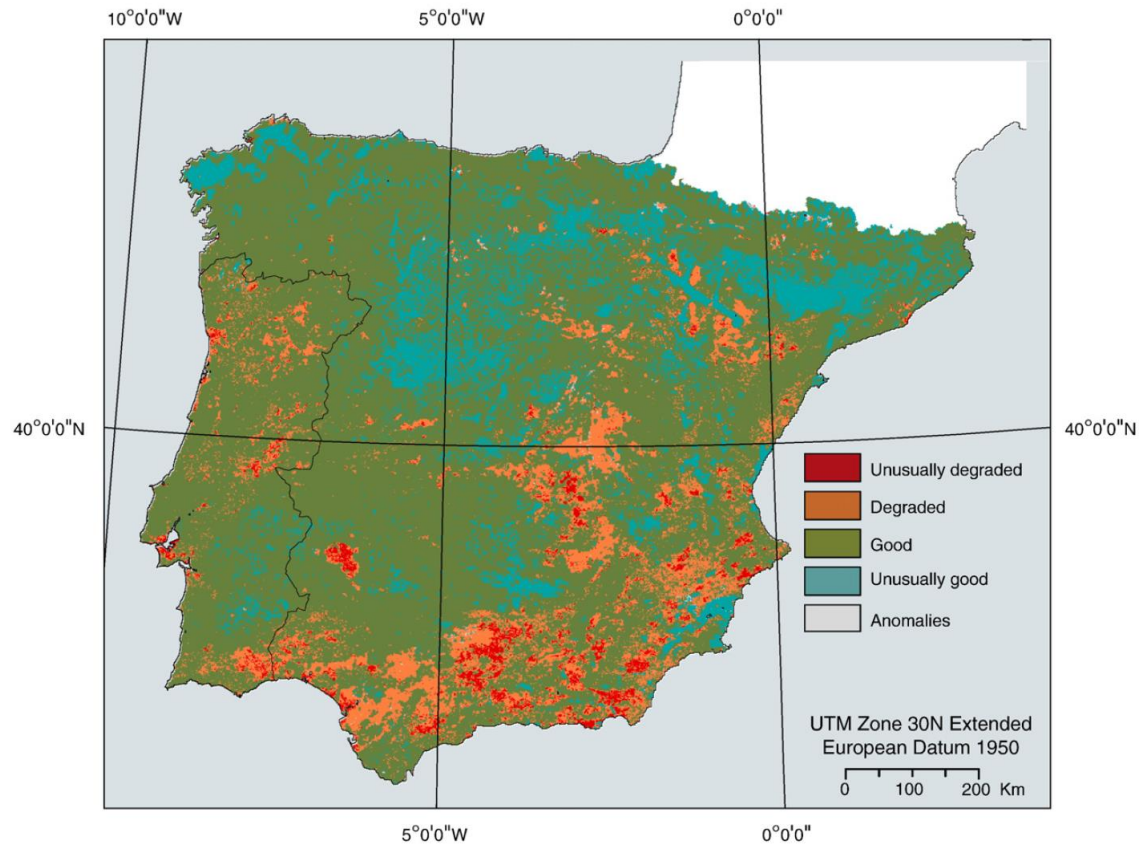 10°0'0"W
5°0'0"W
0°0'0"
40°0'0"N
40°0'0"N
Unusually degraded
Degraded
Good
Unusually good
Anomalies
UTM Zone 30N Extended
European Datum 1950
0 100 200 Km
5°0'0"W
0°0'0"